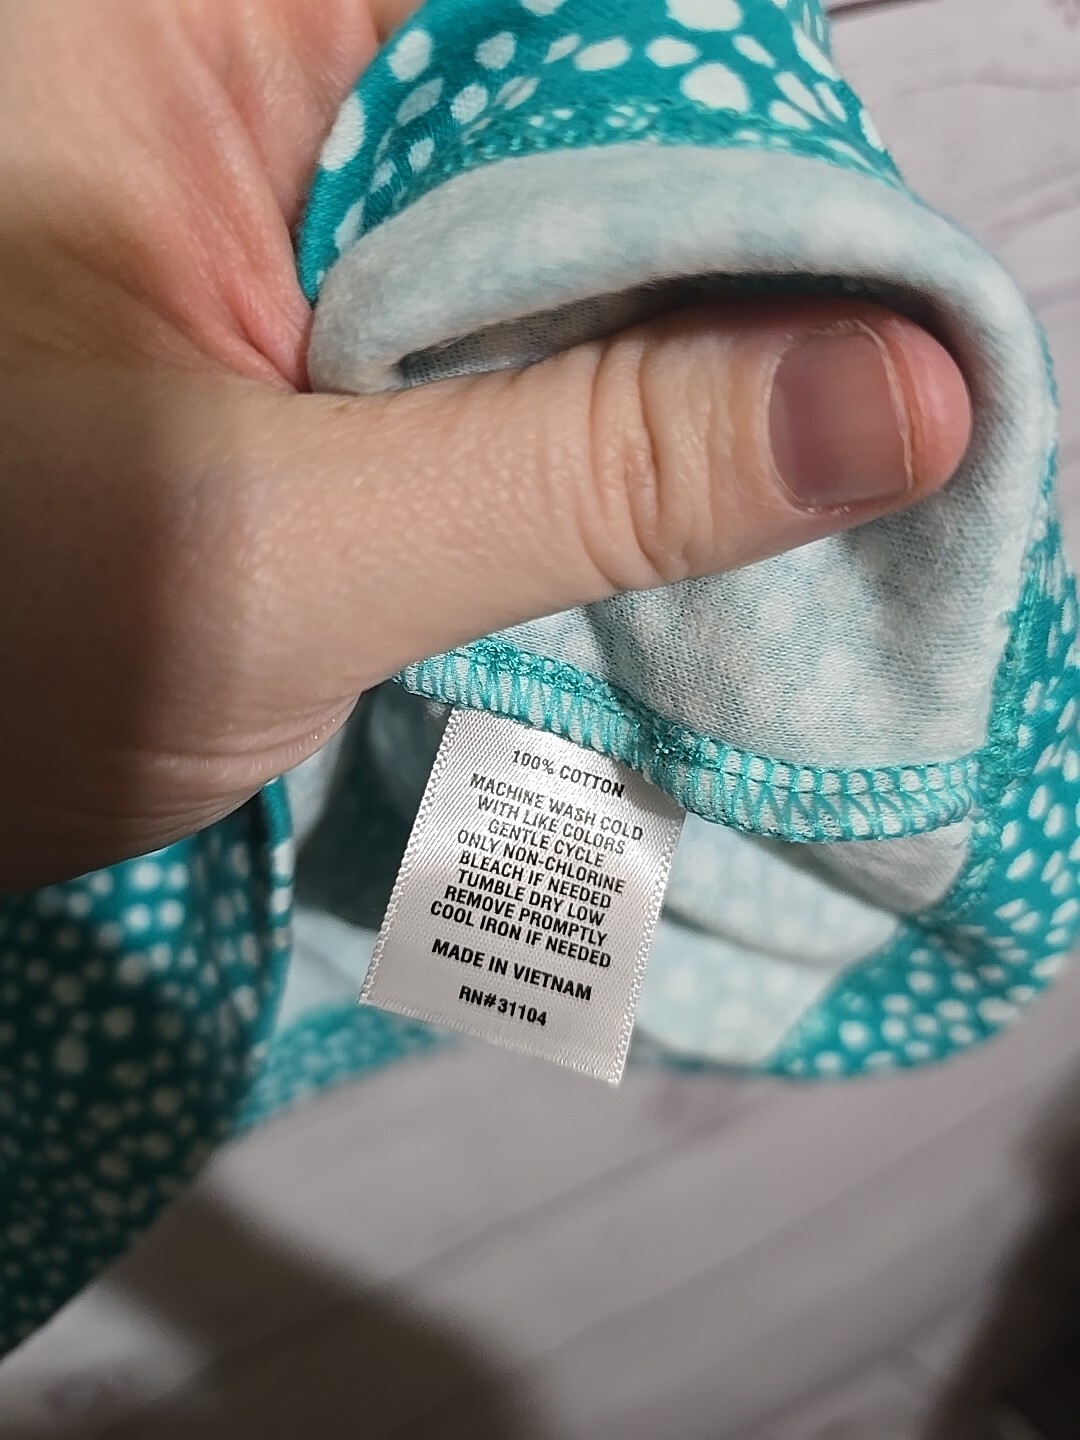 100% COTTON
MACHINE WASH COLD
WITH LIKE COLORS
GENTLE CYCLE
ONLY NON-CHLORINE
BLEACH IF NEEDED
TUMBLE DRY LOW
REMOVE PROMPTLY
COOL IRON IF NEEDED
MADE IN VIETNAM
RN#31104